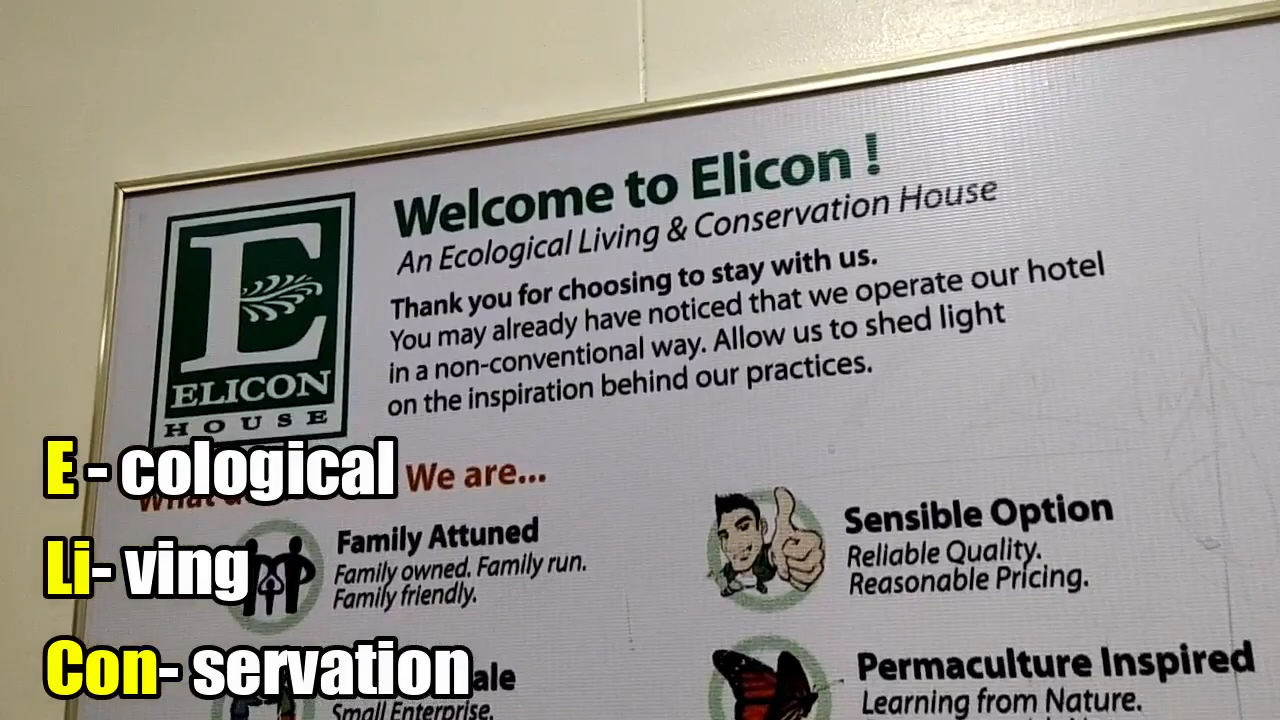 Welcome to Elicon !
An Ecological Living & Conservation House
Thank you for choosing to stay with us.
You may already have noticed that we operate our hotel
in a non-conventional way. Allow us to shed light
on the inspiration behind our practices.
E
ELICON
HOUSE
We are...
Family Attuned
Family owned. Family run.
Family friendly.
Sensible Option
Reliable Quality.
Reasonable Pricing.
Small Enterprise.
Permaculture Inspired
Learning from Nature.
E - cological
Li- ving
Con- servation